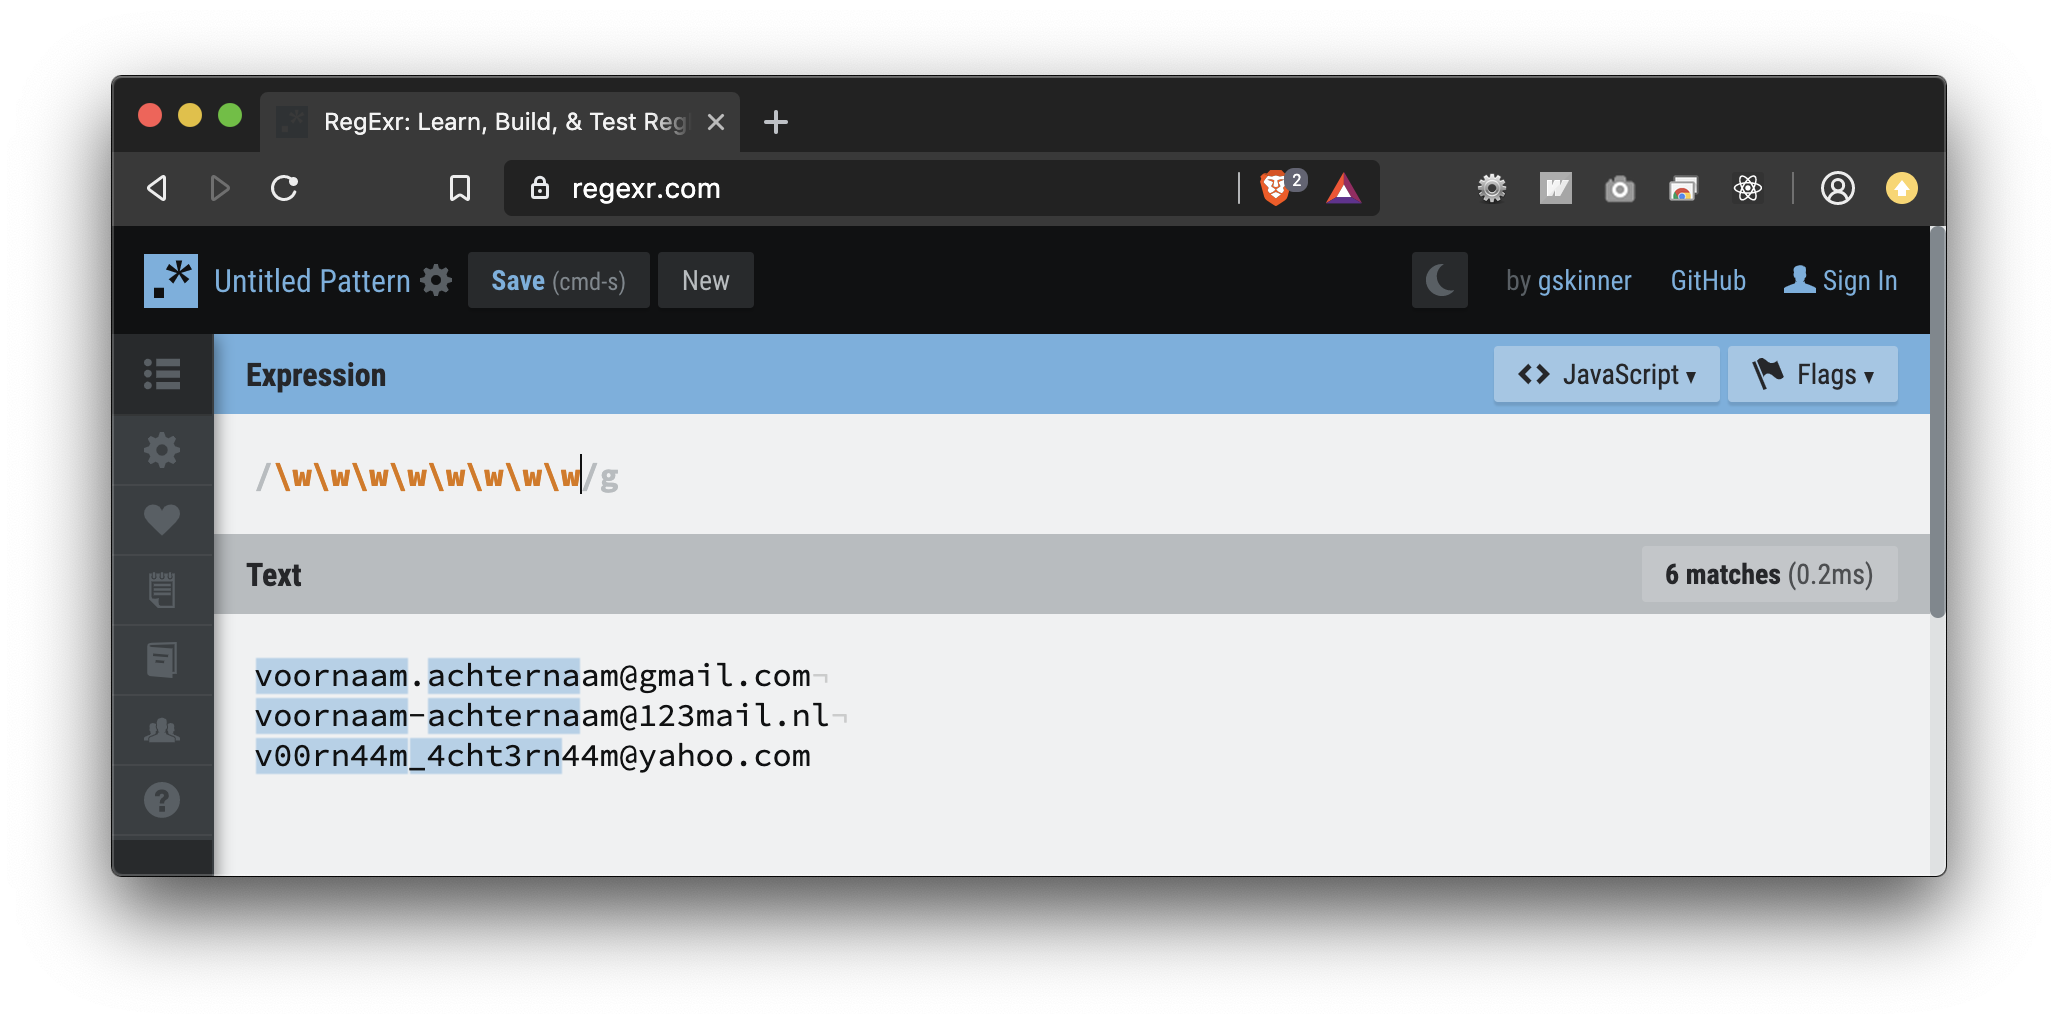 RegExr: Learn, Build, & Test Reg
regexr.com
2
Untitled Pattern Save (cmd-s) New by gskinner GitHub Sign In
Expression <> JavaScript ▾ Flags ▾
/\w\w\w\w\w\w\w\w/g
Text 6 matches (0.2ms)
voornaam.achternaam@gmail.com¬
voornaam-achternaam@123mail.nl¬
v00rn44m_4cht3rn44m@yahoo.com